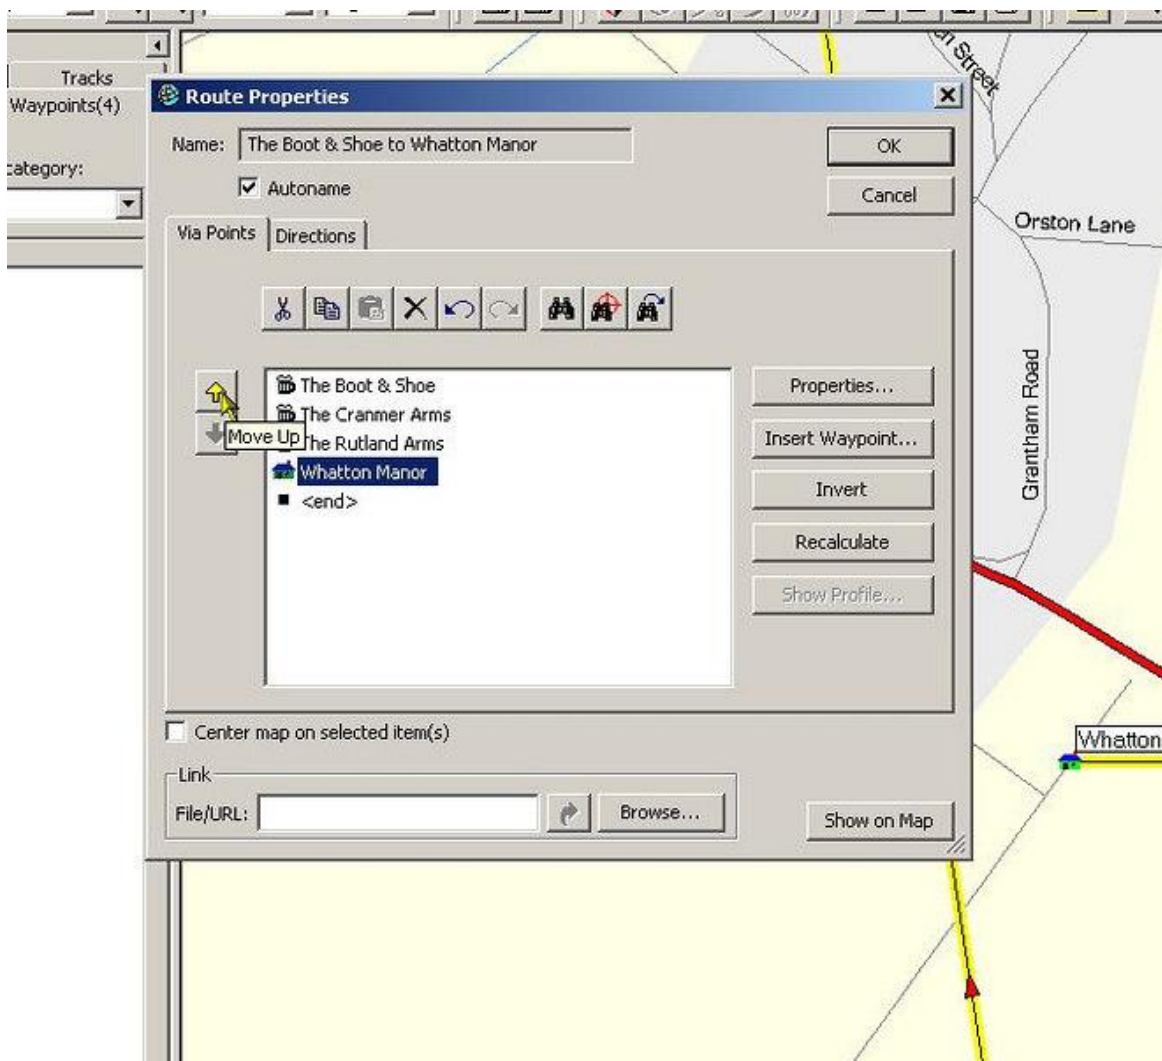 Tracks
Waypoints(4)
category:
Route Properties
Name: The Boot & Shoe to Whatton Manor
OK
Autoname
Cancel
Via Points
Directions
The Boot & Shoe
The Cranmer Arms
The Rutland Arms
Whatton Manor
<end>
Move Up
Properties...
Insert Waypoint...
Invert
Recalculate
Show Profile...
Center map on selected item(s)
Link
File/URL:
Browse...
Show on Map
Street
Orston Lane
Grantham Road
Whatton